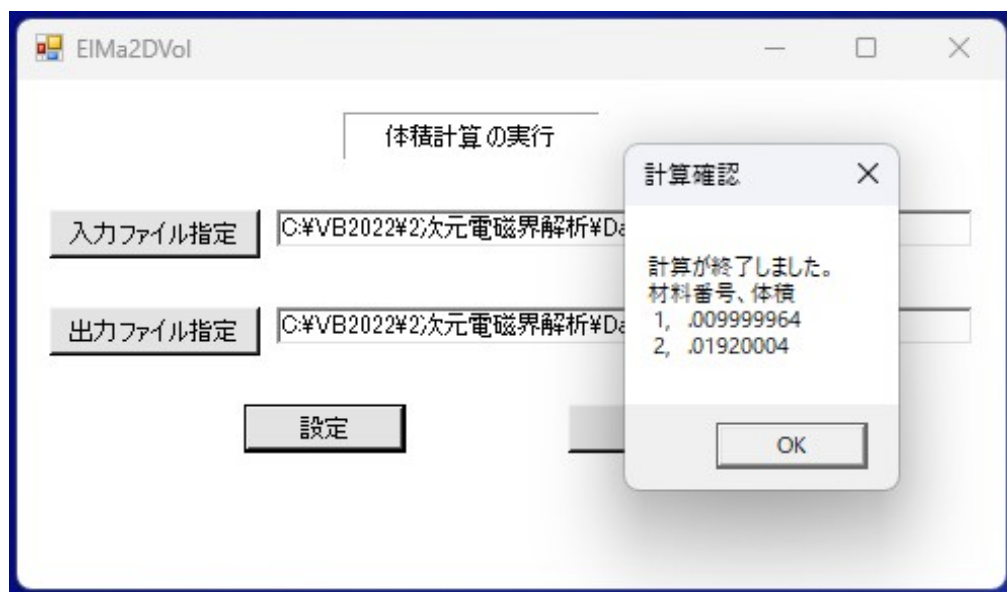 ElMa2DVol
体積計算の実行
計算確認
入力ファイル指定
C:¥VB2022¥2次元電磁界解析¥Da
計算が終了しました。
材料番号、体積
1, .009999964
2, .01920004
出力ファイル指定
C:¥VB2022¥2次元電磁界解析¥Da
設定
OK